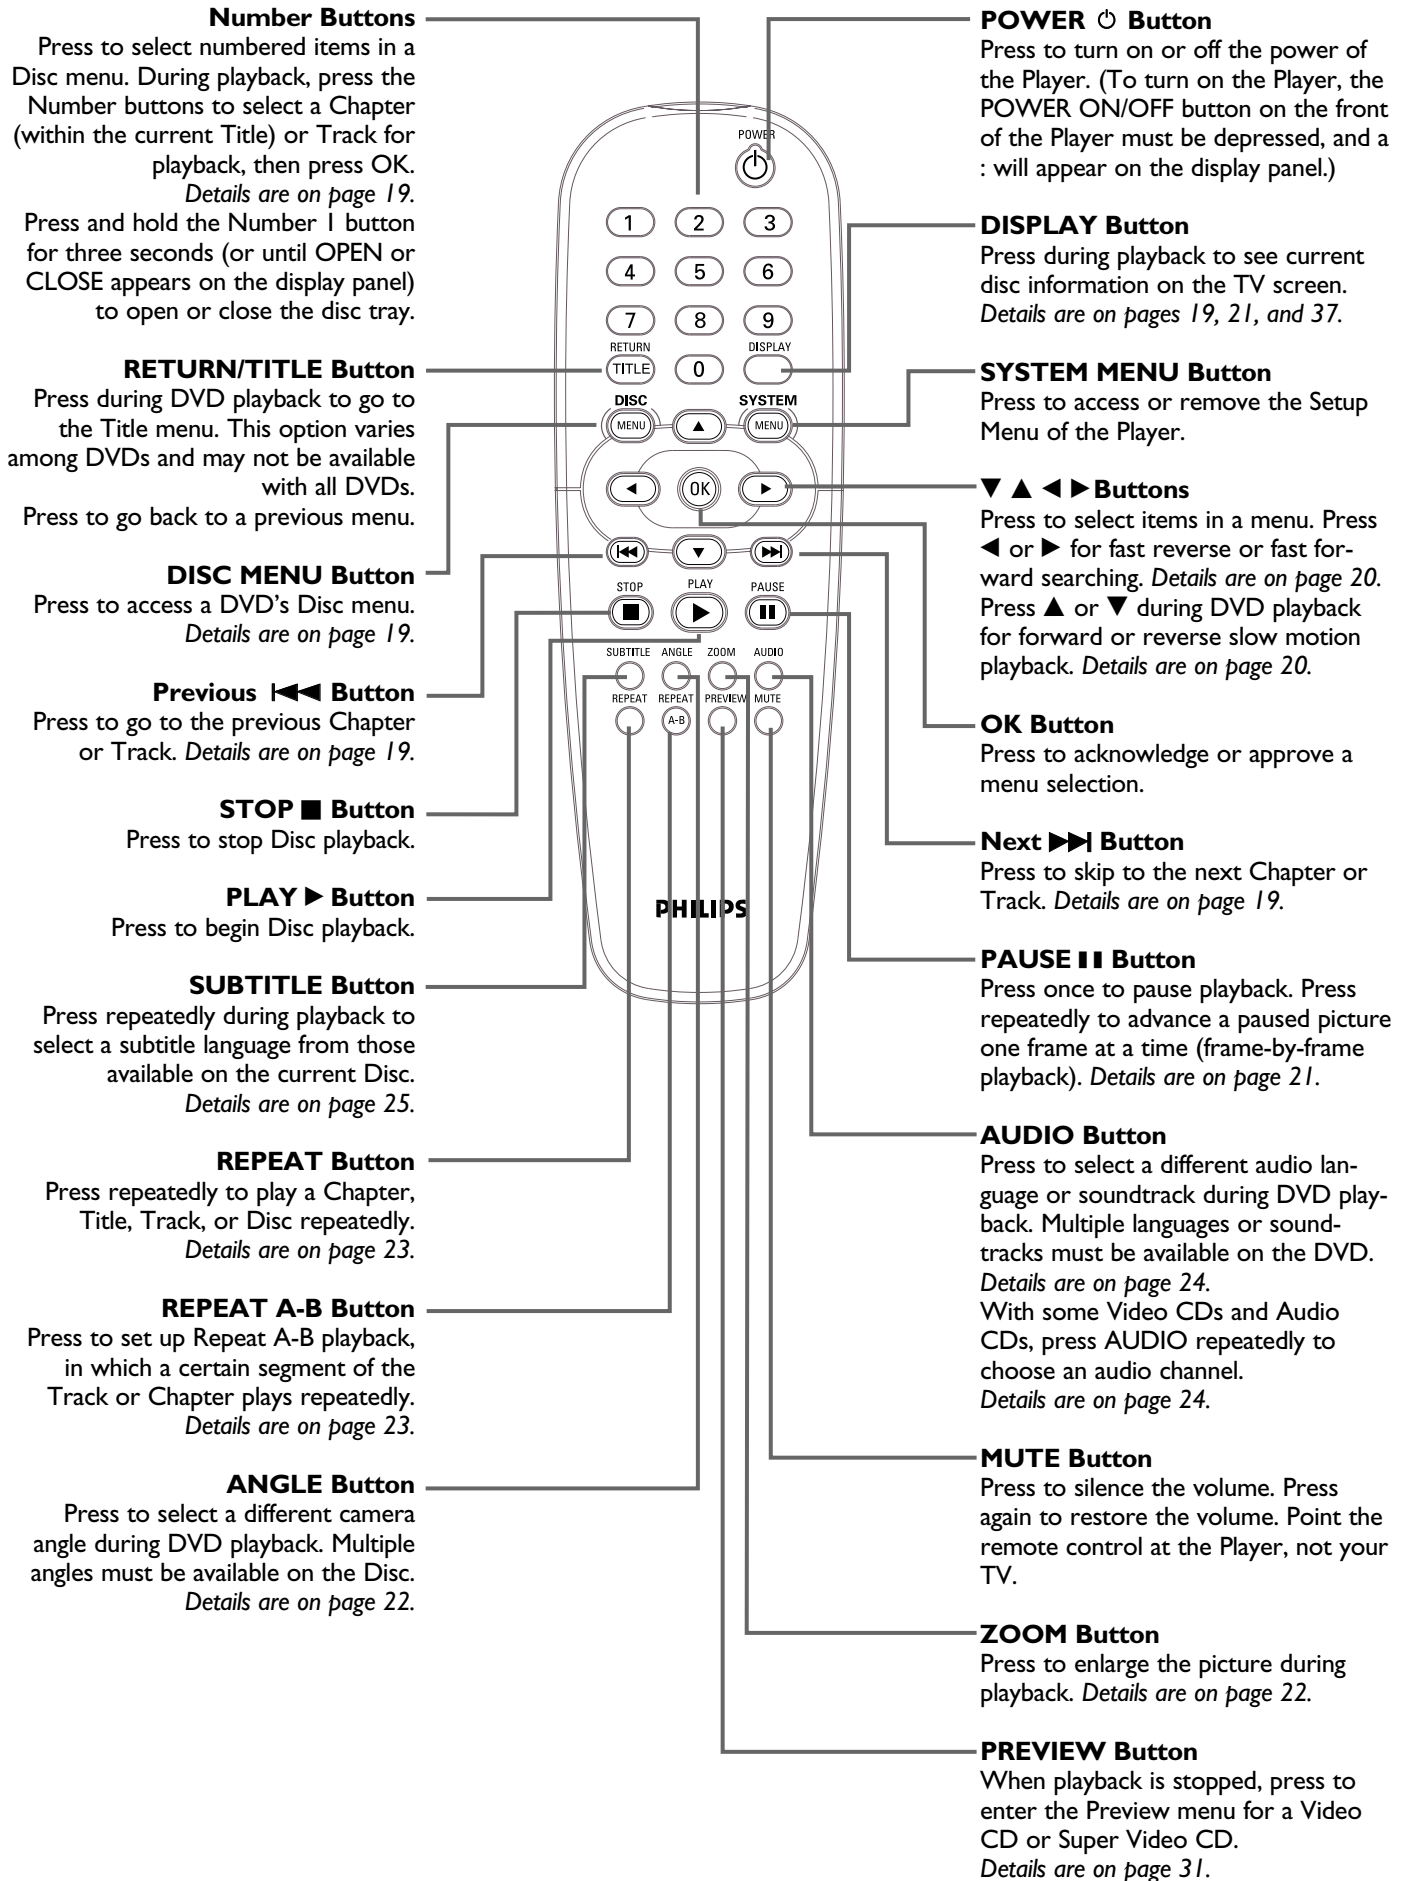 Number Buttons
Press to select numbered items in a
Disc menu. During playback, press the
Number buttons to select a Chapter
(within the current Title) or Track for
playback, then press OK.
Details are on page 19.
Press and hold the Number 1 button
for three seconds (or until OPEN or
CLOSE appears on the display panel)
to open or close the disc tray.
RETURN/TITLE Button
Press during DVD playback to go to
the Title menu. This option varies
among DVDs and may not be available
with all DVDs.
Press to go back to a previous menu.
DISC MENU Button
Press to access a DVD's Disc menu.
Details are on page 19.
Previous ⏮ Button
Press to go to the previous Chapter
or Track. Details are on page 19.
STOP ■ Button
Press to stop Disc playback.
PLAY ▶ Button
Press to begin Disc playback.
SUBTITLE Button
Press repeatedly during playback to
select a subtitle language from those
available on the current Disc.
Details are on page 25.
REPEAT Button
Press repeatedly to play a Chapter,
Title, Track, or Disc repeatedly.
Details are on page 23.
REPEAT A-B Button
Press to set up Repeat A-B playback,
in which a certain segment of the
Track or Chapter plays repeatedly.
Details are on page 23.
ANGLE Button
Press to select a different camera
angle during DVD playback. Multiple
angles must be available on the Disc.
Details are on page 22.
POWER
1 2 3
4 5 6
7 8 9
RETURN DISPLAY
TITLE 0
DISC SYSTEM
MENU ▲ MENU
◀ OK ▶
⏮ ▼ ⏭
STOP PLAY PAUSE
SUBTITLE ANGLE ZOOM AUDIO
REPEAT REPEAT PREVIEW MUTE
A-B
PHILIPS
POWER ⏻ Button
Press to turn on or off the power of
the Player. (To turn on the Player, the
POWER ON/OFF button on the front
of the Player must be depressed, and a
: will appear on the display panel.)
DISPLAY Button
Press during playback to see current
disc information on the TV screen.
Details are on pages 19, 21, and 37.
SYSTEM MENU Button
Press to access or remove the Setup
Menu of the Player.
▼ ▲ ◀ ▶ Buttons
Press to select items in a menu. Press
◀ or ▶ for fast reverse or fast for-
ward searching. Details are on page 20.
Press ▲ or ▼ during DVD playback
for forward or reverse slow motion
playback. Details are on page 20.
OK Button
Press to acknowledge or approve a
menu selection.
Next ⏭ Button
Press to skip to the next Chapter or
Track. Details are on page 19.
PAUSE ❚❚ Button
Press once to pause playback. Press
repeatedly to advance a paused picture
one frame at a time (frame-by-frame
playback). Details are on page 21.
AUDIO Button
Press to select a different audio lan-
guage or soundtrack during DVD play-
back. Multiple languages or sound-
tracks must be available on the DVD.
Details are on page 24.
With some Video CDs and Audio
CDs, press AUDIO repeatedly to
choose an audio channel.
Details are on page 24.
MUTE Button
Press to silence the volume. Press
again to restore the volume. Point the
remote control at the Player, not your
TV.
ZOOM Button
Press to enlarge the picture during
playback. Details are on page 22.
PREVIEW Button
When playback is stopped, press to
enter the Preview menu for a Video
CD or Super Video CD.
Details are on page 31.